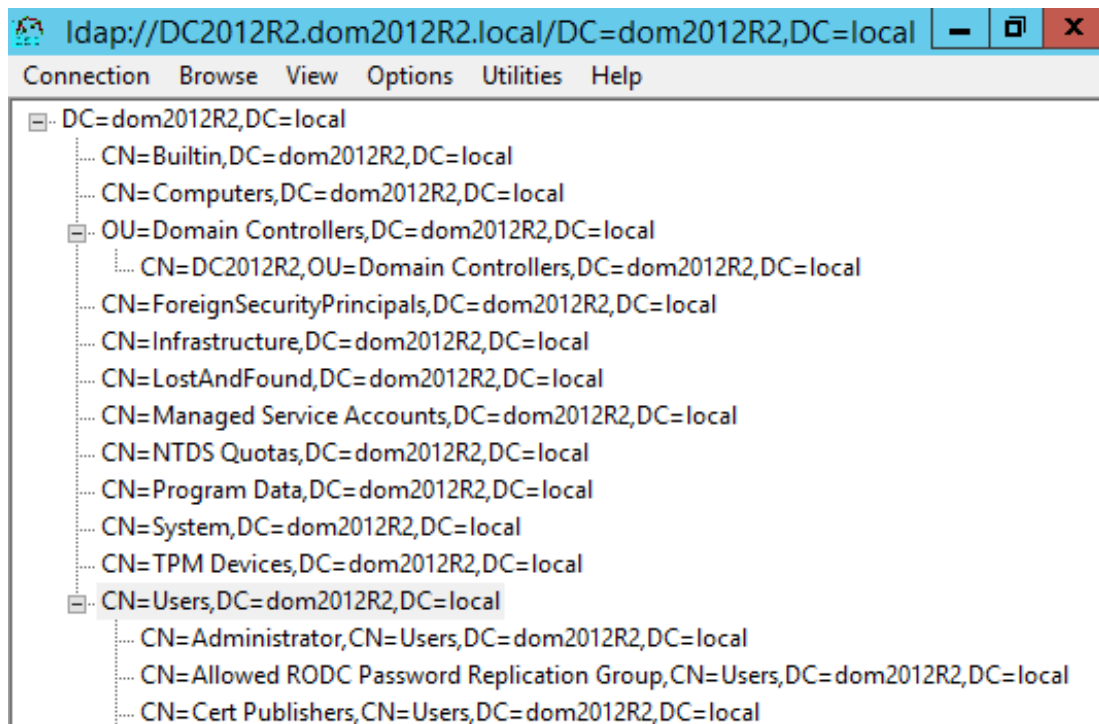 ldap://DC2012R2.dom2012R2.local/DC=dom2012R2,DC=local
Connection Browse View Options Utilities Help
DC=dom2012R2,DC=local
CN=Builtin,DC=dom2012R2,DC=local
CN=Computers,DC=dom2012R2,DC=local
OU=Domain Controllers,DC=dom2012R2,DC=local
CN=DC2012R2,OU=Domain Controllers,DC=dom2012R2,DC=local
CN=ForeignSecurityPrincipals,DC=dom2012R2,DC=local
CN=Infrastructure,DC=dom2012R2,DC=local
CN=LostAndFound,DC=dom2012R2,DC=local
CN=Managed Service Accounts,DC=dom2012R2,DC=local
CN=NTDS Quotas,DC=dom2012R2,DC=local
CN=Program Data,DC=dom2012R2,DC=local
CN=System,DC=dom2012R2,DC=local
CN=TPM Devices,DC=dom2012R2,DC=local
CN=Users,DC=dom2012R2,DC=local
CN=Administrator,CN=Users,DC=dom2012R2,DC=local
CN=Allowed RODC Password Replication Group,CN=Users,DC=dom2012R2,DC=local
CN=Cert Publishers,CN=Users,DC=dom2012R2,DC=local